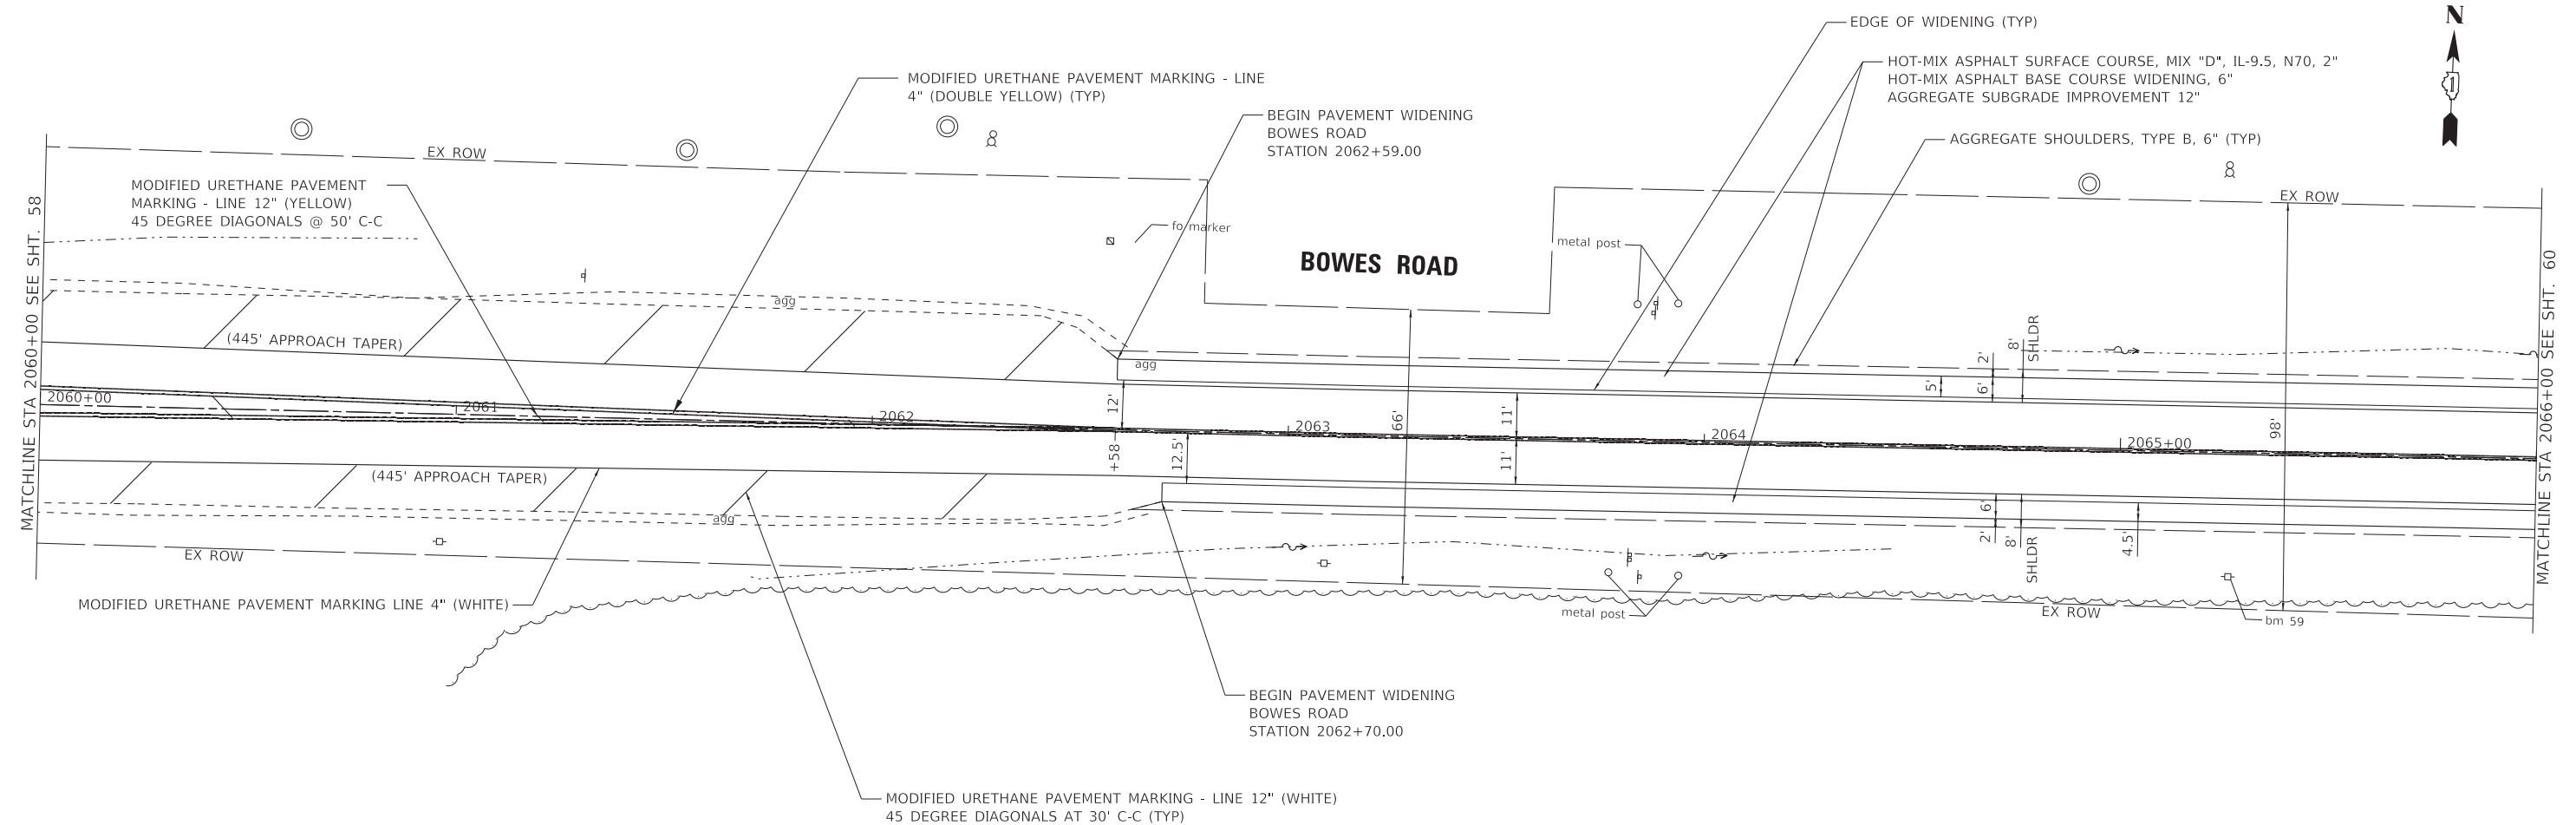 EDGE OF WIDENING (TYP)
N
1
HOT-MIX ASPHALT SURFACE COURSE, MIX "D", IL-9.5, N70, 2"
HOT-MIX ASPHALT BASE COURSE WIDENING, 6"
AGGREGATE SUBGRADE IMPROVEMENT 12"
MODIFIED URETHANE PAVEMENT MARKING - LINE
4" (DOUBLE YELLOW) (TYP)
BEGIN PAVEMENT WIDENING
BOWES ROAD
STATION 2062+59.00
AGGREGATE SHOULDERS, TYPE B, 6" (TYP)
EX ROW
MODIFIED URETHANE PAVEMENT
MARKING - LINE 12" (YELLOW)
45 DEGREE DIAGONALS @ 50' C-C
EX ROW
fo marker
metal post
BOWES ROAD
MATCHLINE STA 2060+00 SEE SHT. 58
MATCHLINE STA 2066+00 SEE SHT. 60
agg
(445' APPROACH TAPER)
agg
2'
8'
SHLDR
5'
6'
2060+00
2061
2062
2063
2064
2065+00
12'
66'
11'
98'
+58
12.5'
11'
(445' APPROACH TAPER)
agg
6'
2'
8'
SHLDR
4.5'
EX ROW
MODIFIED URETHANE PAVEMENT MARKING LINE 4" (WHITE)
metal post
EX ROW
bm 59
BEGIN PAVEMENT WIDENING
BOWES ROAD
STATION 2062+70.00
MODIFIED URETHANE PAVEMENT MARKING - LINE 12" (WHITE)
45 DEGREE DIAGONALS AT 30' C-C (TYP)